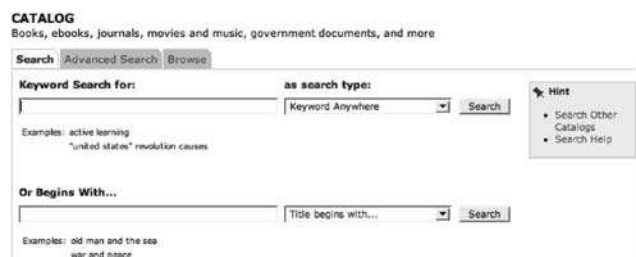 CATALOG
Books, ebooks, journals, movies and music, government documents, and more
Search Advanced Search Browse
Keyword Search for: as search type:
Keyword Anywhere Search
Examples: active learning
"united states" revolution causes
Hint
• Search Other
Catalogs
• Search Help
Or Begins With...
Title begins with... Search
Examples: old man and the sea
war and peace